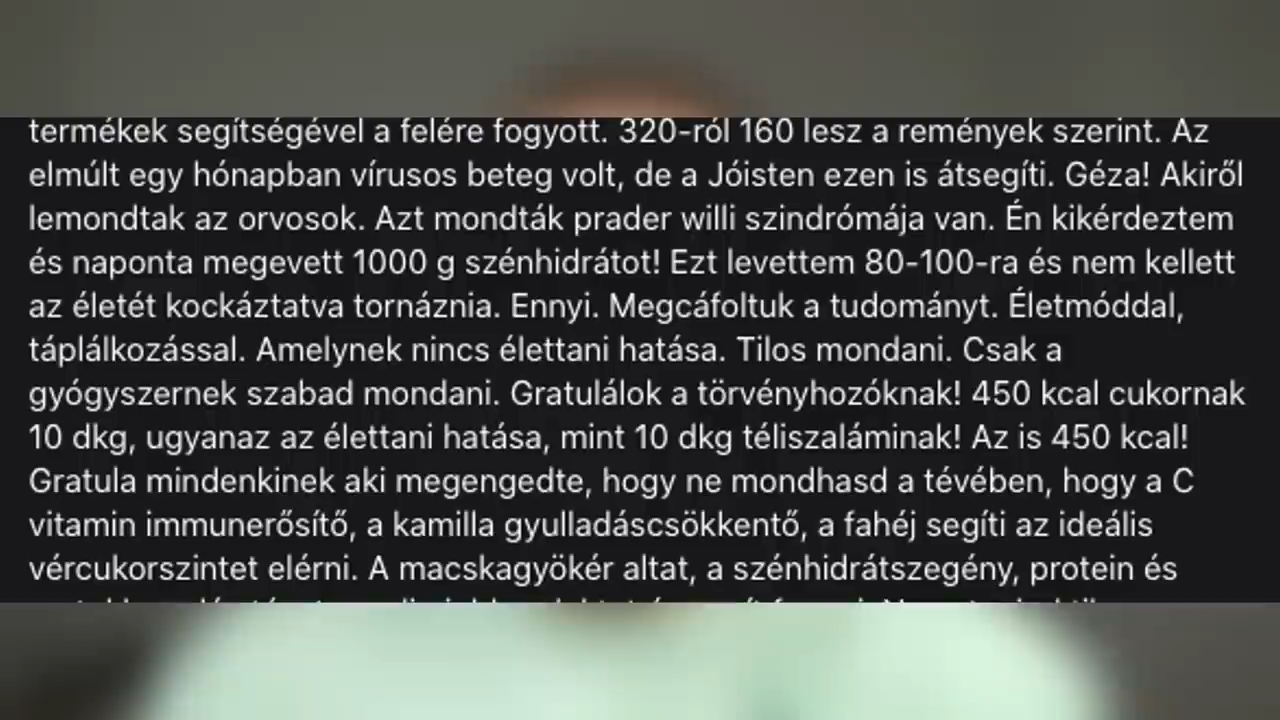 termékek segítségével a felére fogyott. 320-ról 160 lesz a remények szerint. Az
elmúlt egy hónapban vírusos beteg volt, de a Jóisten ezen is átsegíti. Géza! Akiről
lemondtak az orvosok. Azt mondták prader willi szindrómája van. Én kikérdeztem
és naponta megevett 1000 g szénhidrátot! Ezt levettem 80-100-ra és nem kellett
az életét kockáztatva tornáznia. Ennyi. Megcáfoltuk a tudományt. Életmóddal,
táplálkozással. Amelynek nincs élettani hatása. Tilos mondani. Csak a
gyógyszernek szabad mondani. Gratulálok a törvényhozóknak! 450 kcal cukornak
10 dkg, ugyanaz az élettani hatása, mint 10 dkg téliszaláminak! Az is 450 kcal!
Gratula mindenkinek aki megengedte, hogy ne mondhasd a tévében, hogy a C
vitamin immunerősítő, a kamilla gyulladáscsökkentő, a fahéj segíti az ideális
vércukorszintet elérni. A macskagyökér altat, a szénhidrátszegény, protein és